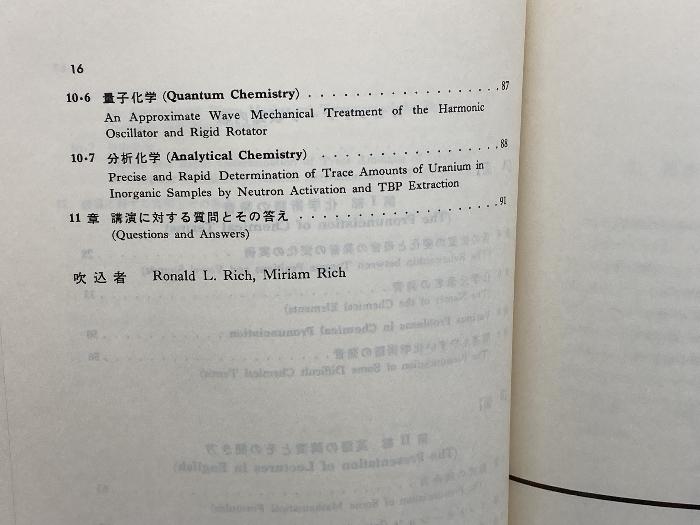 16
10・6 量子化学 (Quantum Chemistry) . . . . . . . . . . . . . . . . . . 87
An Approximate Wave Mechanical Treatment of the Harmonic
Oscillator and Rigid Rotator
10・7 分析化学 (Analytical Chemistry) . . . . . . . . . . . . . . . . . 88
Precise and Rapid Determination of Trace Amounts of Uranium in
Inorganic Samples by Neutron Activation and TBP Extraction
11 章 講演に対する質問とその答え . . . . . . . . . . . . . . . . . . 91
(Questions and Answers)
吹込者 Ronald L. Rich, Miriam Rich